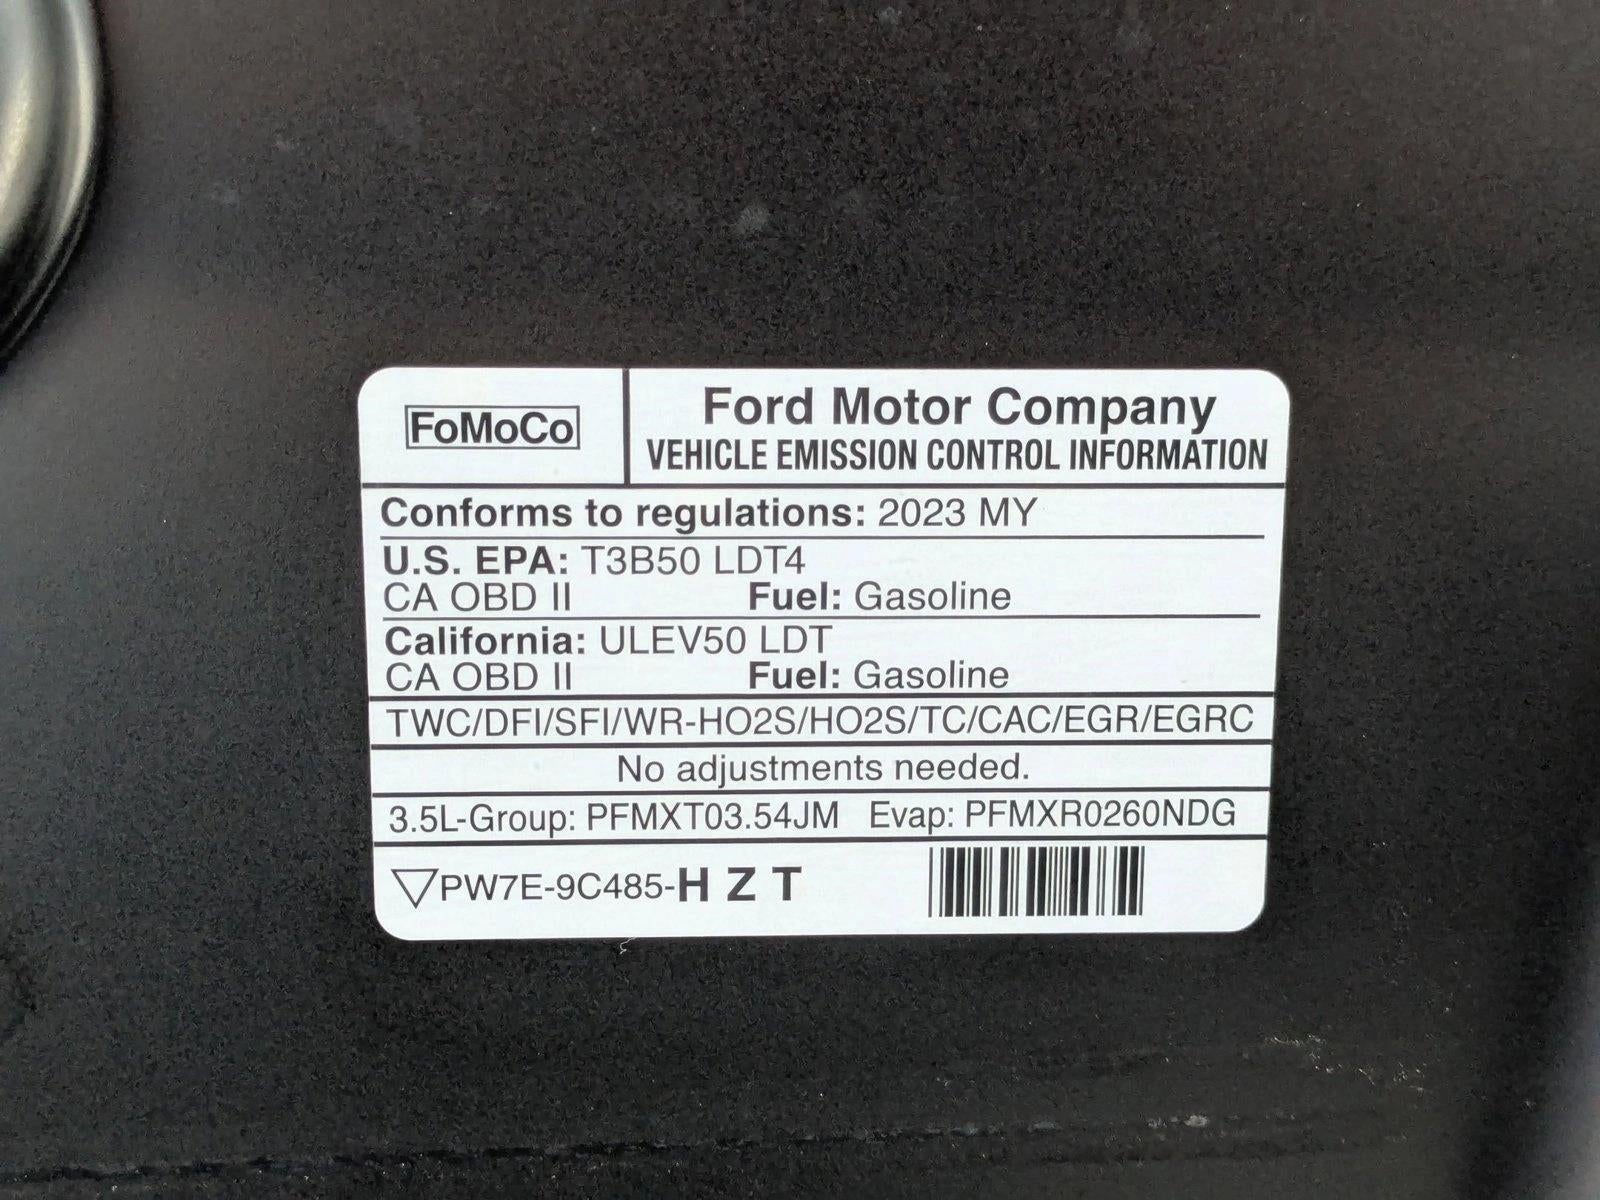 FoMoCo
Ford Motor Company
VEHICLE EMISSION CONTROL INFORMATION
Conforms to regulations: 2023 MY
U.S. EPA: T3B50 LDT4
CA OBD II Fuel: Gasoline
California: ULEV50 LDT
CA OBD II Fuel: Gasoline
TWC/DFI/SFI/WR-HO2S/HO2S/TC/CAC/EGR/EGRC
No adjustments needed.
3.5L-Group: PFMXT03.54JM Evap: PFMXR0260NDG
PW7E-9C485-H Z T